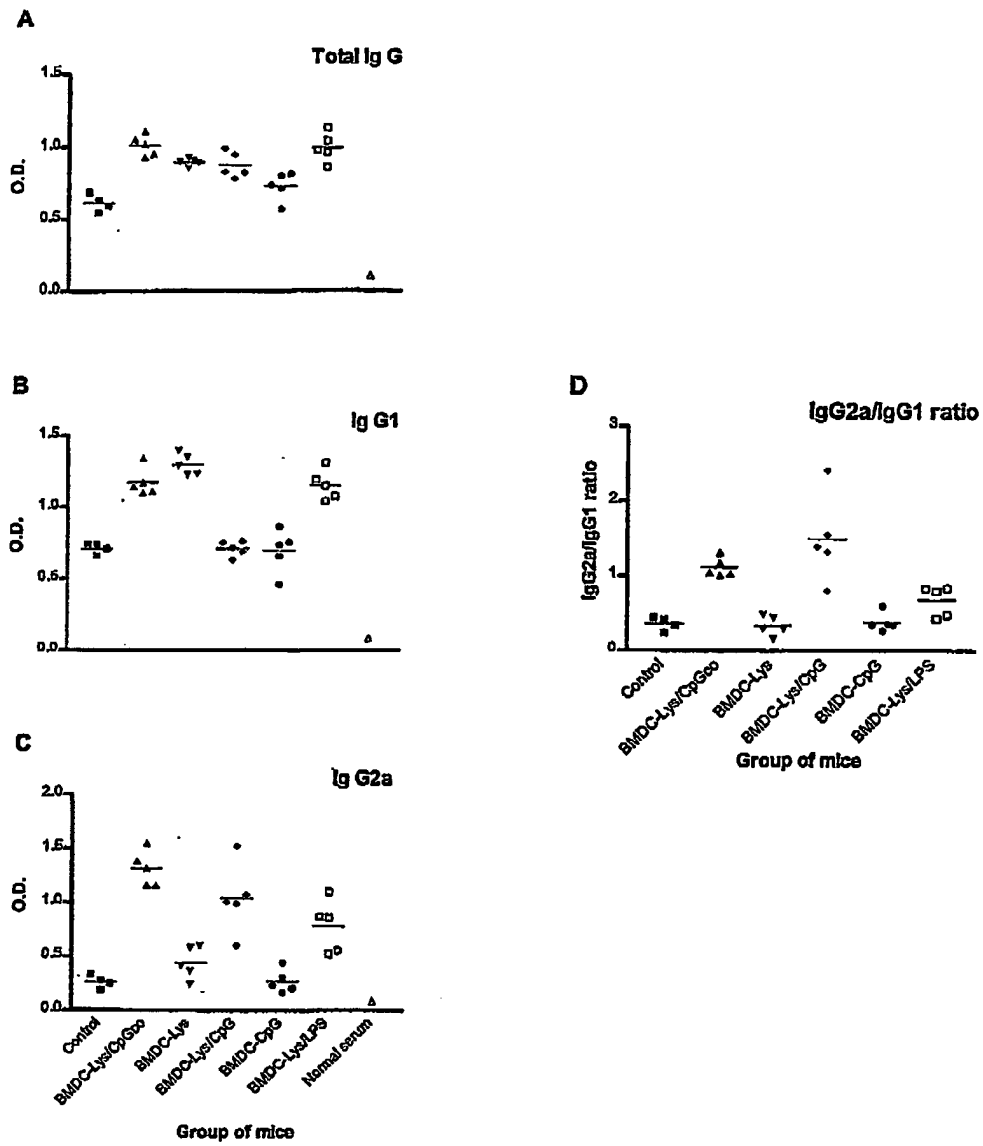 A
Total Ig G
1.5
1.0
0.5
0.0
O.D.
B
Ig G1
1.5
1.0
0.5
0.0
O.D.
C
Ig G2a
2.0
1.5
1.0
0.5
0.0
O.D.
Control
BMDC-Lys/CpGco
BMDC-Lys
BMDC-Lys/CpG
BMDC-CpG
BMDC-Lys/LPS
Normal serum
Group of mice
D
IgG2a/IgG1 ratio
3
2
1
0
IgG2a/IgG1 ratio
Control
BMDC-Lys/CpGco
BMDC-Lys
BMDC-Lys/CpG
BMDC-CpG
BMDC-Lys/LPS
Group of mice